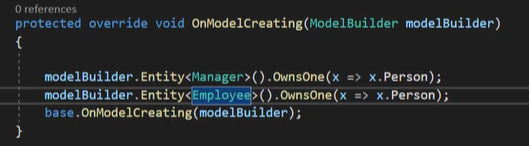 0 references
protected override void OnModelCreating(ModelBuilder modelBuilder)
{
modelBuilder.Entity<Manager>().OwnsOne(x => x.Person);
modelBuilder.Entity<Employee>().OwnsOne(x => x.Person);
base.OnModelCreating(modelBuilder);
}